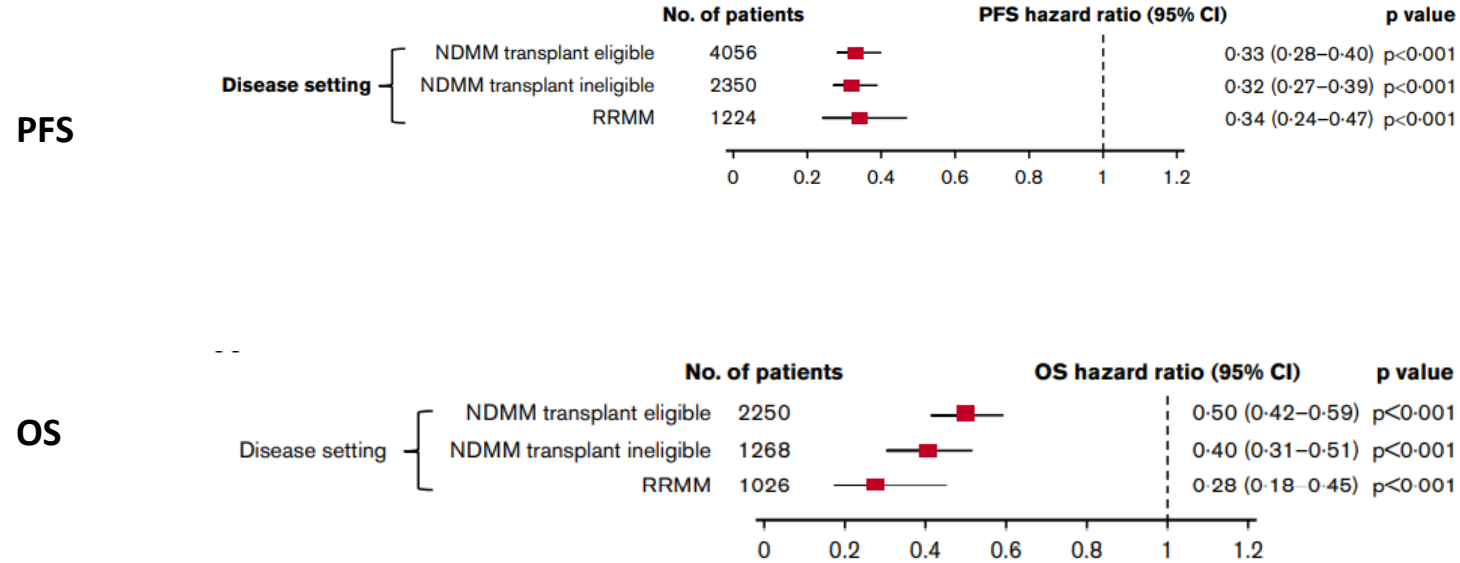 No. of patients PFS hazard ratio (95% CI) p value
NDMM transplant eligible 4056 0·33 (0·28–0·40) p<0·001
Disease setting NDMM transplant ineligible 2350 0·32 (0·27–0·39) p<0·001
RRMM 1224 0·34 (0·24–0·47) p<0·001
PFS
0 0.2 0.4 0.6 0.8 1 1.2
No. of patients OS hazard ratio (95% CI) p value
NDMM transplant eligible 2250 0·50 (0·42–0·59) p<0·001
OS
Disease setting NDMM transplant ineligible 1268 0·40 (0·31–0·51) p<0·001
RRMM 1026 0·28 (0·18–0·45) p<0·001
0 0.2 0.4 0.6 0.8 1 1.2